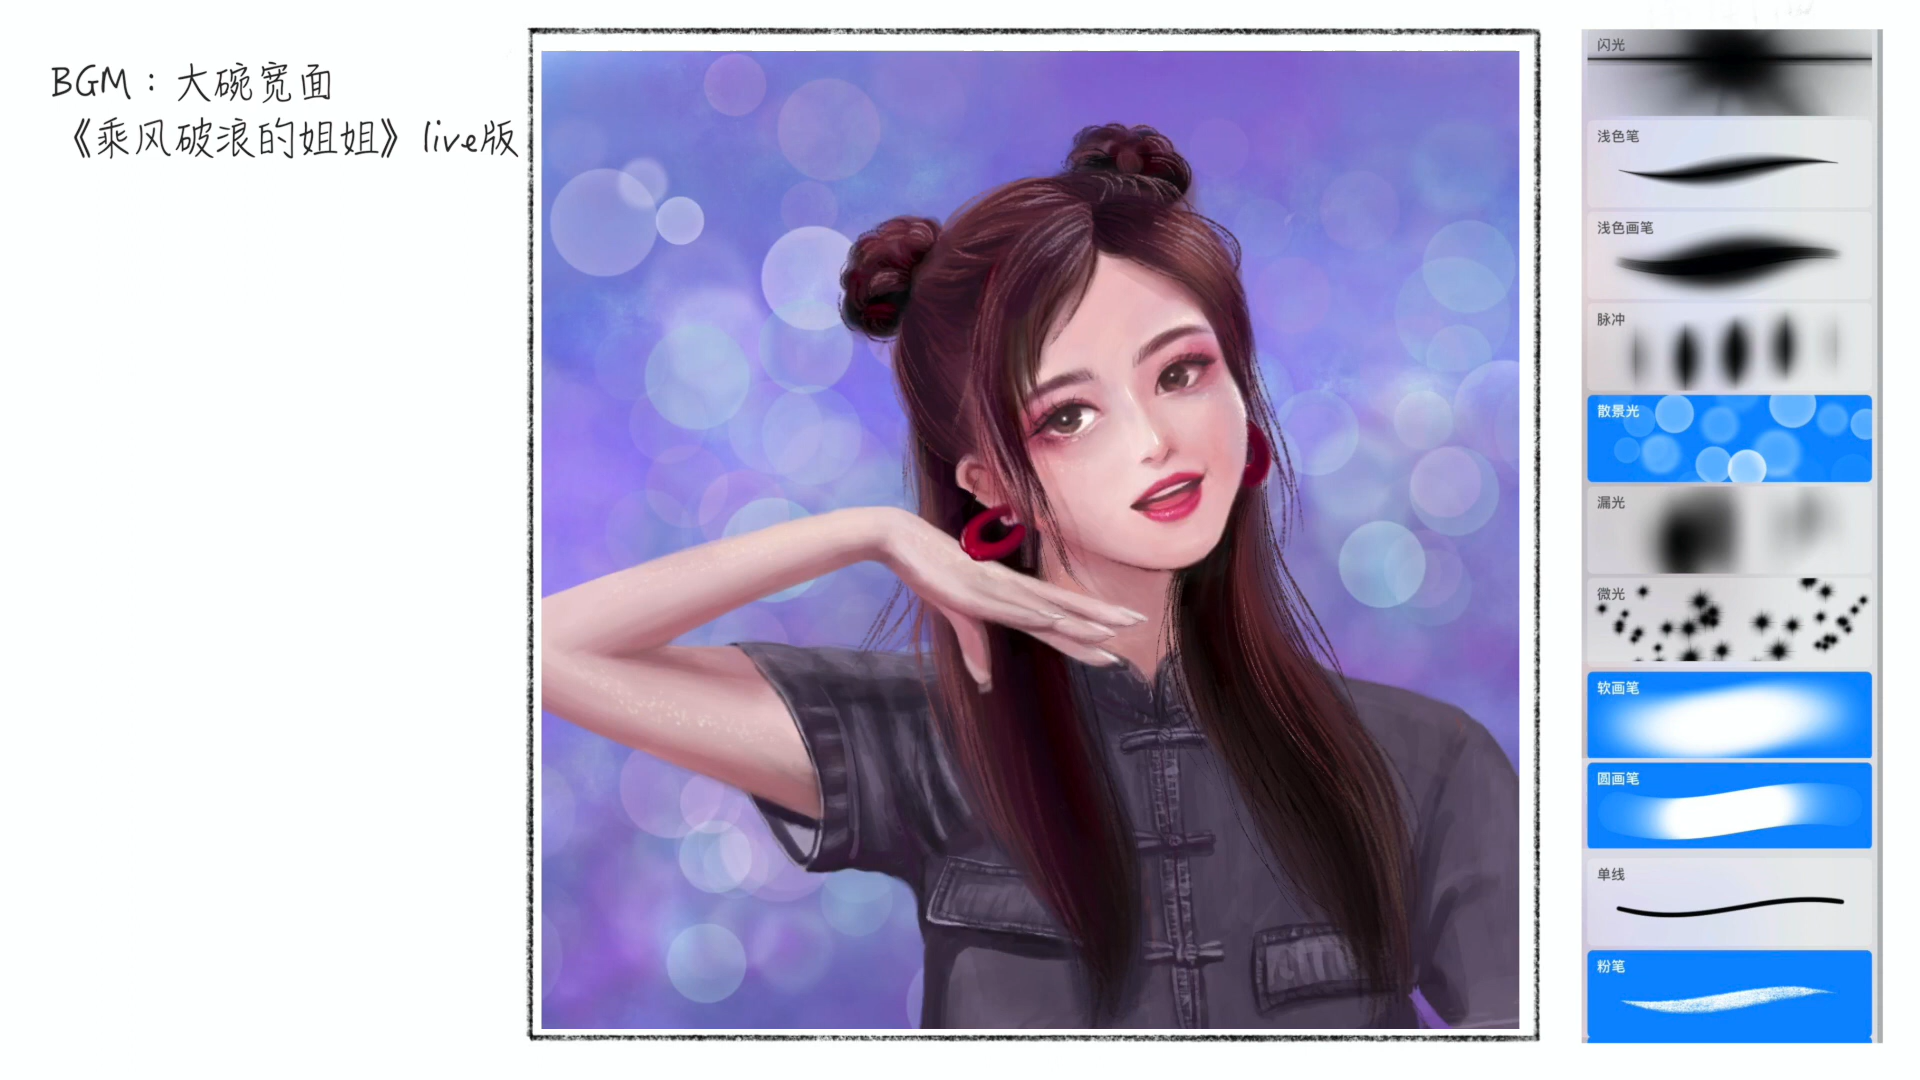 BGM：大碗宽面
《乘风破浪的姐姐》live版
闪光
浅色笔
浅色画笔
脉冲
散景光
漏光
微光
软画笔
圆画笔
单线
粉笔